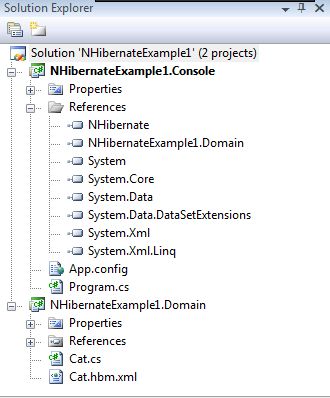 Solution Explorer
Solution 'NHibernateExample1' (2 projects)
NHibernateExample1.Console
Properties
References
NHibernate
NHibernateExample1.Domain
System
System.Core
System.Data
System.Data.DataSetExtensions
System.Xml
System.Xml.Linq
App.config
Program.cs
NHibernateExample1.Domain
Properties
References
Cat.cs
Cat.hbm.xml